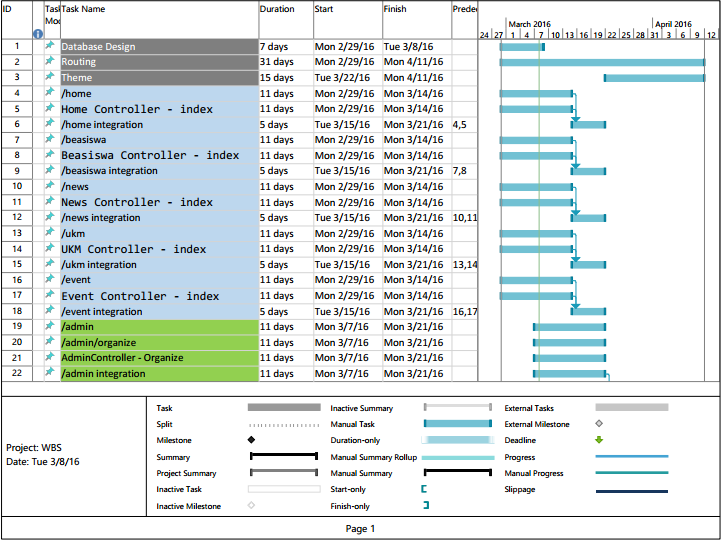 ID Task Mode Task Name Duration Start Finish Prede
March 2016 April 2016
24 27 1 4 7 10 13 16 19 22 25 28 31 3 6 9 12
1 Database Design 7 days Mon 2/29/16 Tue 3/8/16
2 Routing 31 days Mon 2/29/16 Mon 4/11/16
3 Theme 15 days Tue 3/22/16 Mon 4/11/16
4 /home 11 days Mon 2/29/16 Mon 3/14/16
5 Home Controller - index 11 days Mon 2/29/16 Mon 3/14/16
6 /home integration 5 days Tue 3/15/16 Mon 3/21/16 4,5
7 /beasiswa 11 days Mon 2/29/16 Mon 3/14/16
8 Beasiswa Controller - index 11 days Mon 2/29/16 Mon 3/14/16
9 /beasiswa integration 5 days Tue 3/15/16 Mon 3/21/16 7,8
10 /news 11 days Mon 2/29/16 Mon 3/14/16
11 News Controller - index 11 days Mon 2/29/16 Mon 3/14/16
12 /news integration 5 days Tue 3/15/16 Mon 3/21/16 10,11
13 /ukm 11 days Mon 2/29/16 Mon 3/14/16
14 UKM Controller - index 11 days Mon 2/29/16 Mon 3/14/16
15 /ukm integration 5 days Tue 3/15/16 Mon 3/21/16 13,14
16 /event 11 days Mon 2/29/16 Mon 3/14/16
17 Event Controller - index 11 days Mon 2/29/16 Mon 3/14/16
18 /event integration 5 days Tue 3/15/16 Mon 3/21/16 16,17
19 /admin 11 days Mon 3/7/16 Mon 3/21/16
20 /admin/organize 11 days Mon 3/7/16 Mon 3/21/16
21 AdminController - Organize 11 days Mon 3/7/16 Mon 3/21/16
22 /admin integration 11 days Mon 3/7/16 Mon 3/21/16
Project: WBS
Date: Tue 3/8/16
Task
Split
Milestone
Summary
Project Summary
Inactive Task
Inactive Milestone
Inactive Summary
Manual Task
Duration-only
Manual Summary Rollup
Manual Summary
Start-only
Finish-only
External Tasks
External Milestone
Deadline
Progress
Manual Progress
Slippage
Page 1